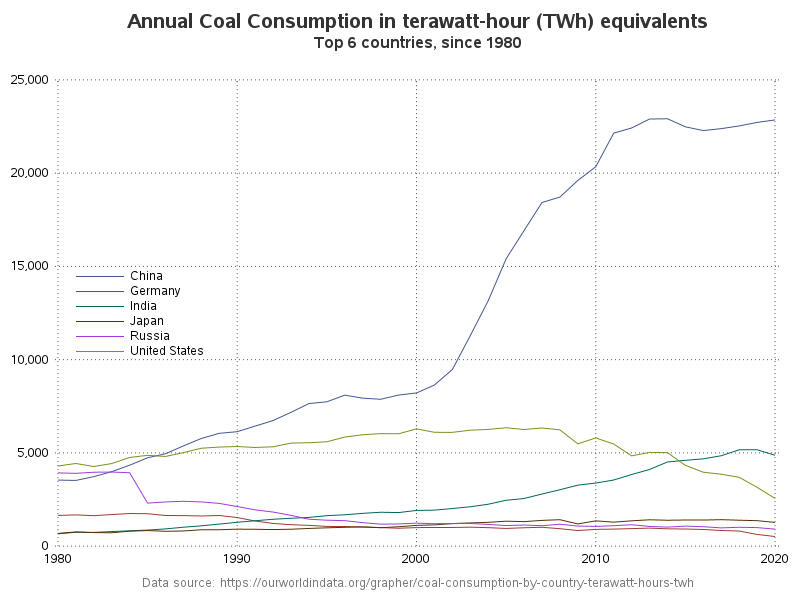 Annual Coal Consumption in terawatt-hour (TWh) equivalents
Top 6 countries, since 1980
25,000
20,000
15,000
10,000
5,000
0
China
Germany
India
Japan
Russia
United States
1980 1990 2000 2010 2020
Data source: https://ourworldindata.org/grapher/coal-consumption-by-country-terawatt-hours-twh